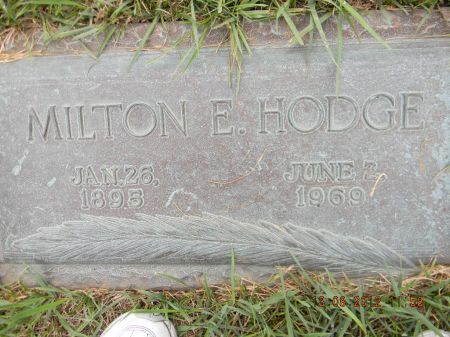 MILTON E. HODGE
JAN. 26, JUNE 7,
1895 1969